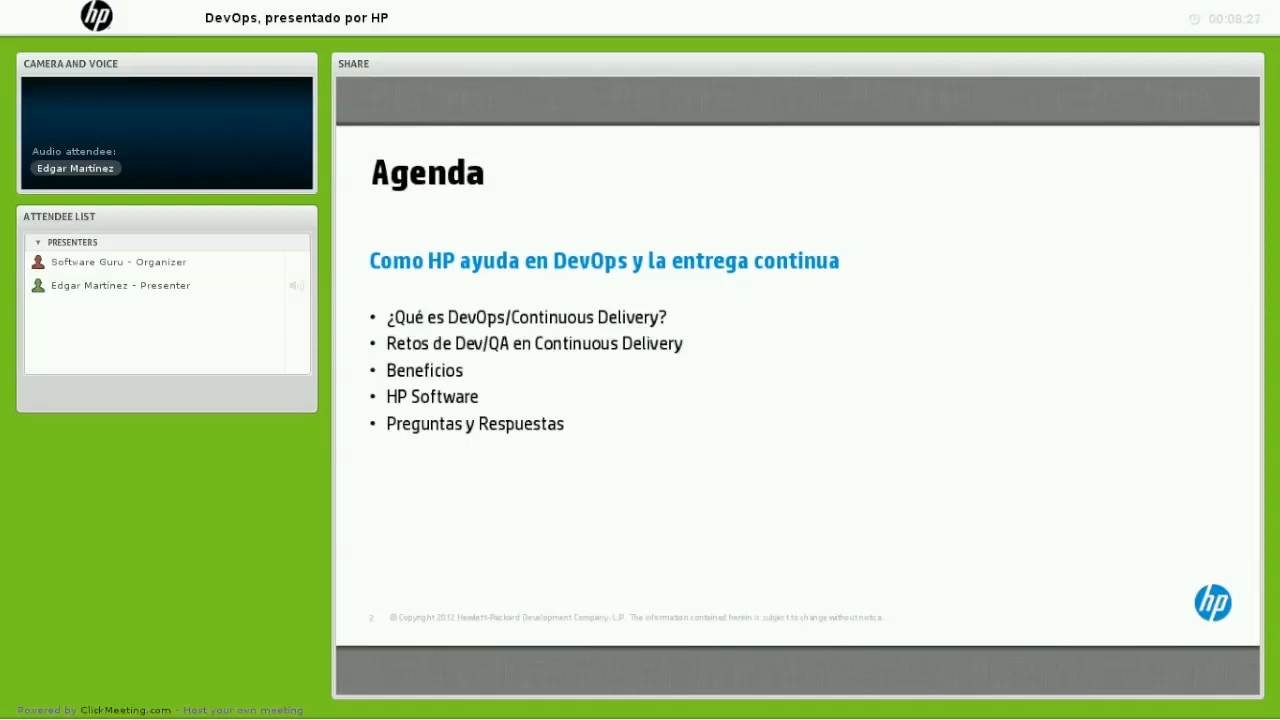 hp
DevOps, presentado por HP
00:08:27
CAMERA AND VOICE
Audio attendee:
Edgar Martínez
ATTENDEE LIST
PRESENTERS
Software Guru - Organizer
Edgar Martínez - Presenter
SHARE
Agenda
Como HP ayuda en DevOps y la entrega continua
• ¿Qué es DevOps/Continuous Delivery?
• Retos de Dev/QA en Continuous Delivery
• Beneficios
• HP Software
• Preguntas y Respuestas
2 © Copyright 2012 Hewlett-Packard Development Company, L.P. The information contained herein is subject to change without notice.
hp
Powered by ClickMeeting.com - Host your own meeting